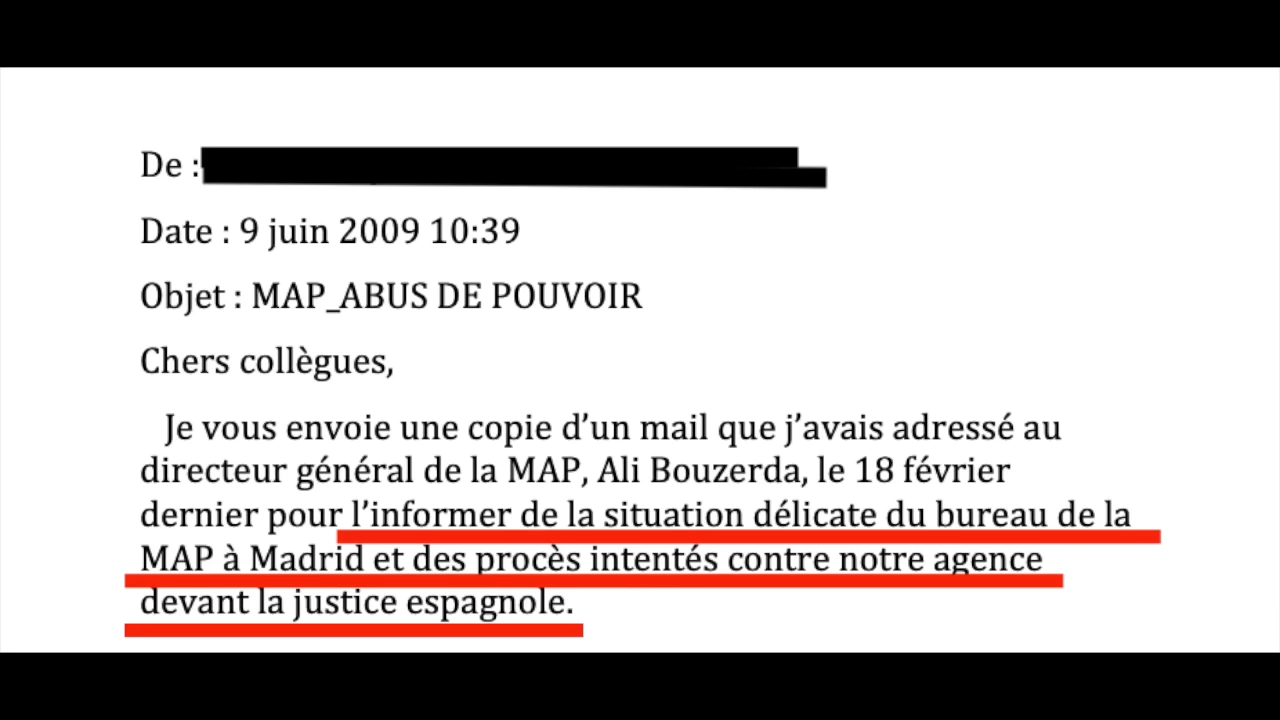 De :
Date : 9 juin 2009 10:39
Objet : MAP_ABUS DE POUVOIR
Chers collègues,
Je vous envoie une copie d’un mail que j’avais adressé au
directeur général de la MAP, Ali Bouzerda, le 18 février
dernier pour l’informer de la situation délicate du bureau de la
MAP à Madrid et des procès intentés contre notre agence
devant la justice espagnole.